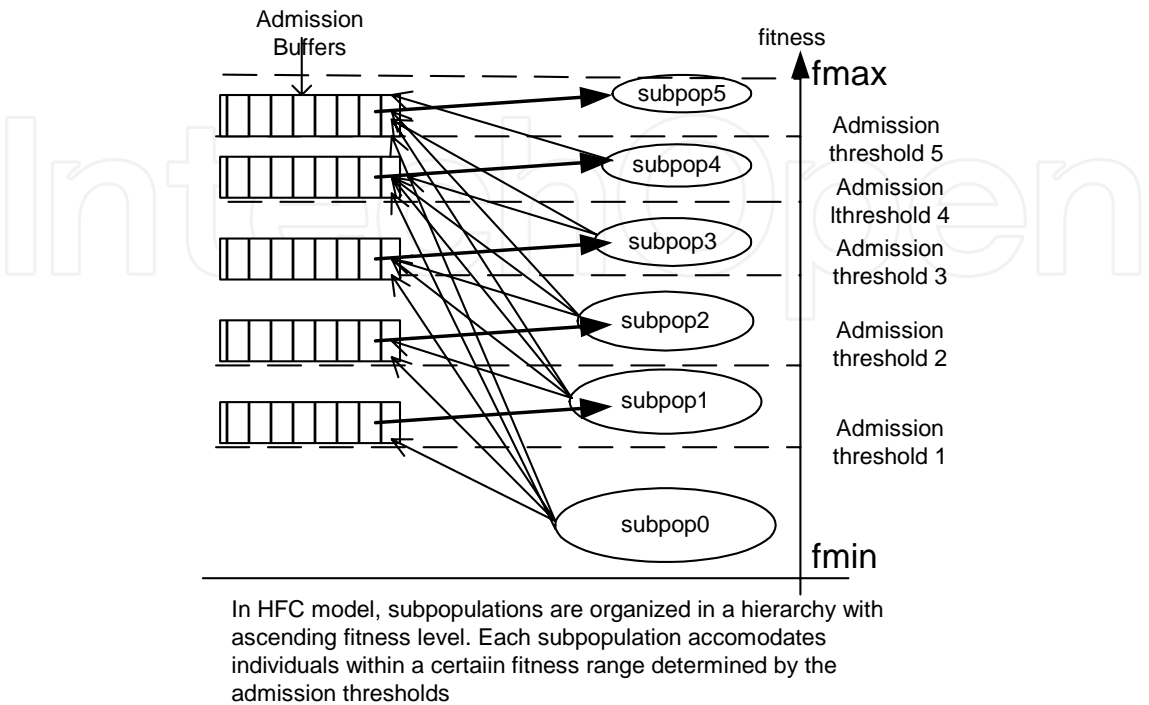 Admission
Buffers
fitness
fmax
subpop5
Admission
threshold 5
subpop4
Admission
lthreshold 4
subpop3
Admission
threshold 3
subpop2
Admission
threshold 2
subpop1
Admission
threshold 1
subpop0
fmin
In HFC model, subpopulations are organized in a hierarchy with
ascending fitness level. Each subpopulation accomodates
individuals within a certaiin fitness range determined by the
admission thresholds
IntechOpen